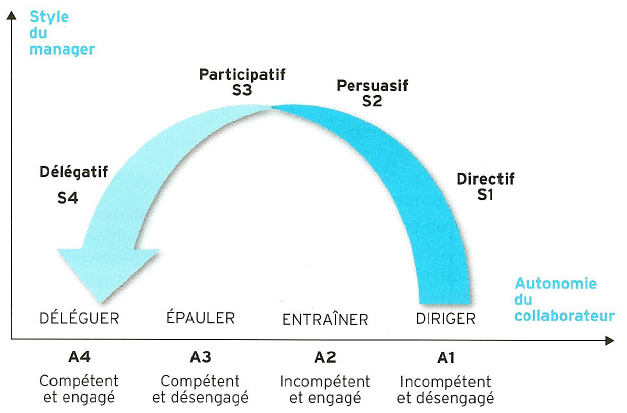 Style
du
manager
Participatif
S3
Persuasif
S2
Délégatif
S4
Directif
S1
Autonomie
du
collaborateur
DÉLÉGUER
ÉPAULER
ENTRAÎNER
DIRIGER
A4
A3
A2
A1
Compétent
et engagé
Compétent
et désengagé
Incompétent
et engagé
Incompétent
et désengagé